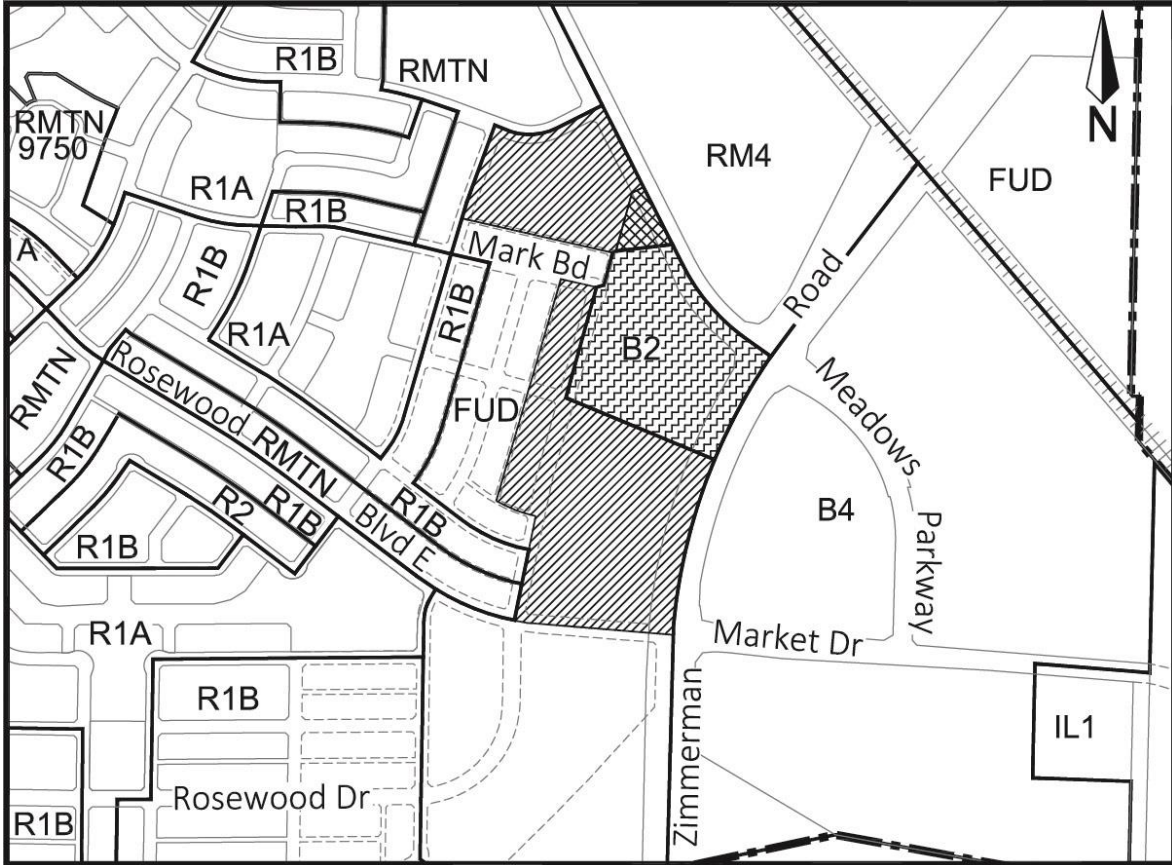 R1B
RMTN
N
RMTN
9750
RM4
FUD
R1A
R1B
Mark Bd
A
R1B
R1B
Road
R1A
B2
Rosewood
RMTN
FUD
Meadows
R1B
RMTN
R2
R1B
R1B
Blvd E
B4
R1B
Parkway
R1A
Market Dr
R1B
Zimmerman
IL1
Rosewood Dr
R1B